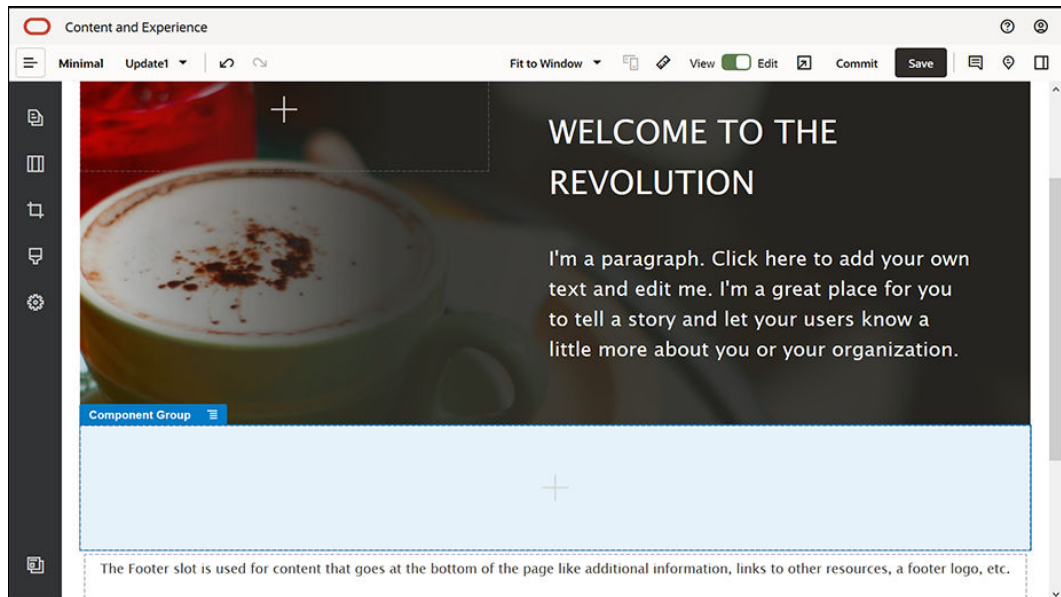 Content and Experience
Minimal Update1 Fit to Window View Edit Commit Save
WELCOME TO THE
REVOLUTION
I'm a paragraph. Click here to add your own
text and edit me. I'm a great place for you
to tell a story and let your users know a
little more about you or your organization.
Component Group
The Footer slot is used for content that goes at the bottom of the page like additional information, links to other resources, a footer logo, etc.